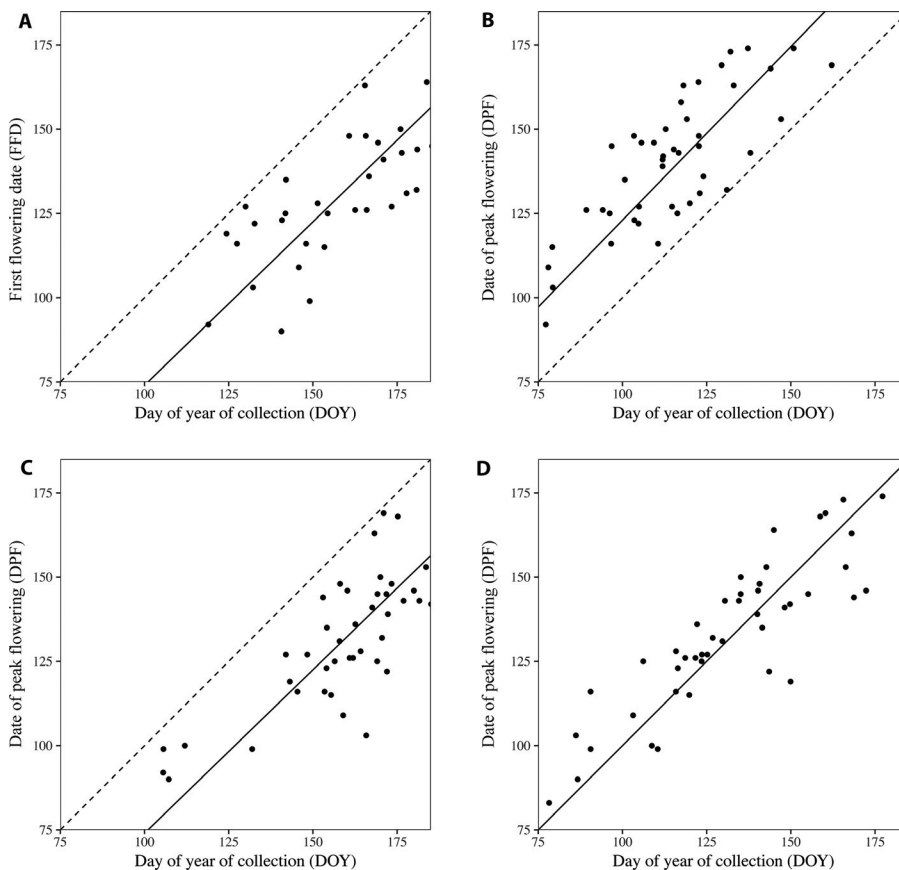 A
175
150
125
100
75
First flowering date (FFD)
75 100 125 150 175
Day of year of collection (DOY)
B
175
150
125
100
75
Date of peak flowering (DPF)
75 100 125 150 175
Day of year of collection (DOY)
C
175
150
125
100
75
Date of peak flowering (DPF)
75 100 125 150 175
Day of year of collection (DOY)
D
175
150
125
100
75
Date of peak flowering (DPF)
75 100 125 150 175
Day of year of collection (DOY)